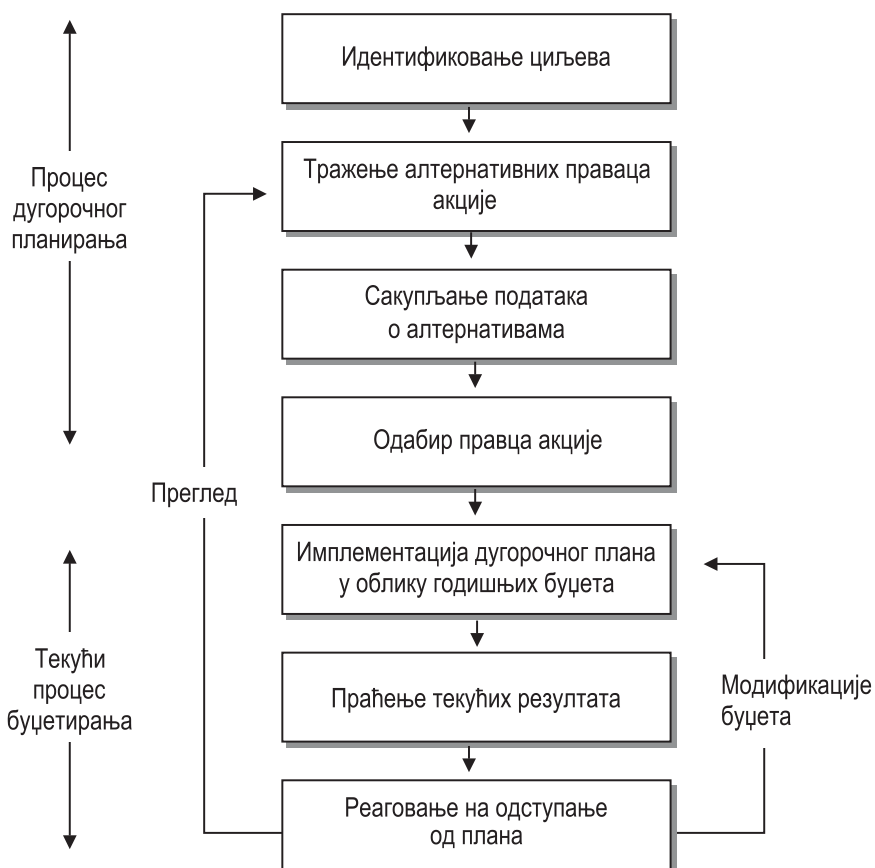 Идентификовање циљева
Тражење алтернативних праваца
акције
Процес
дугорочног
планирања
Сакупљање података
о алтернативама
Одабир правца акције
Преглед
Имплементација дугорочног плана
у облику годишњих буџета
Текући
процес
буџетирања
Праћење текућих резултата
Модификације
буџета
Реаговање на одступање
од плана